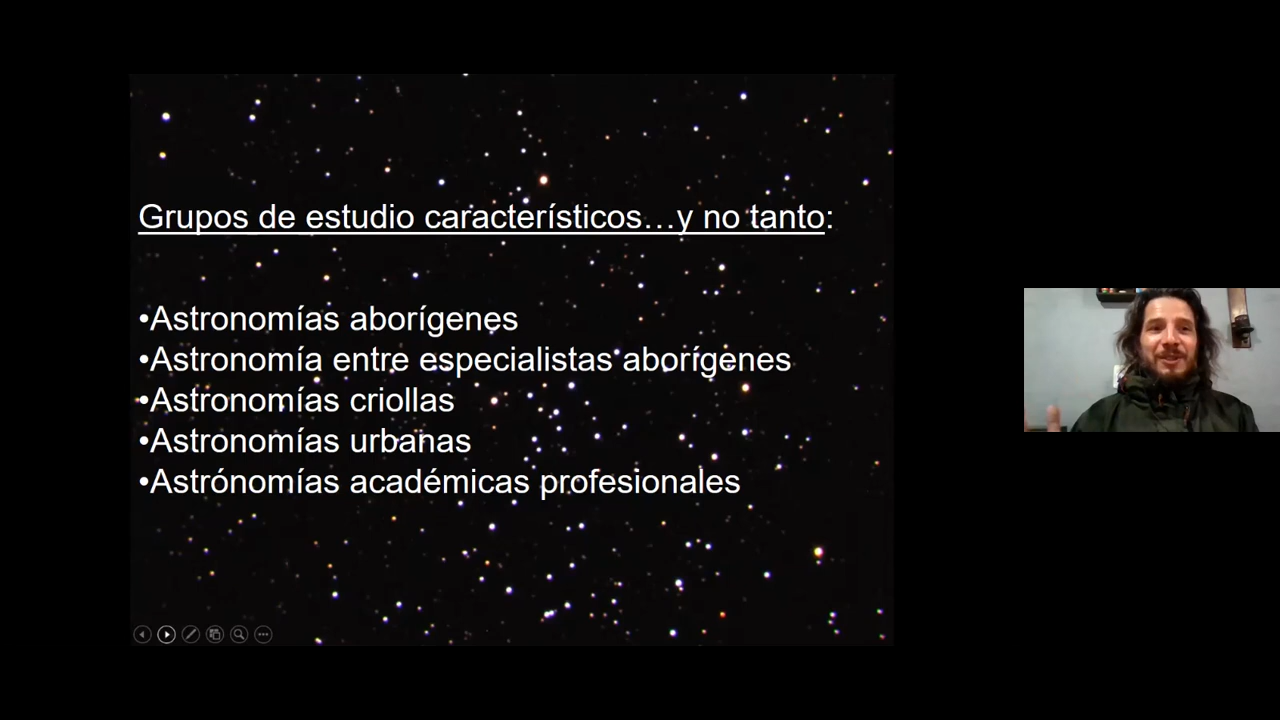 Grupos de estudio característicos…y no tanto:
•Astronomías aborígenes
•Astronomía entre especialistas aborígenes
•Astronomías criollas
•Astronomías urbanas
•Astrónomías académicas profesionales